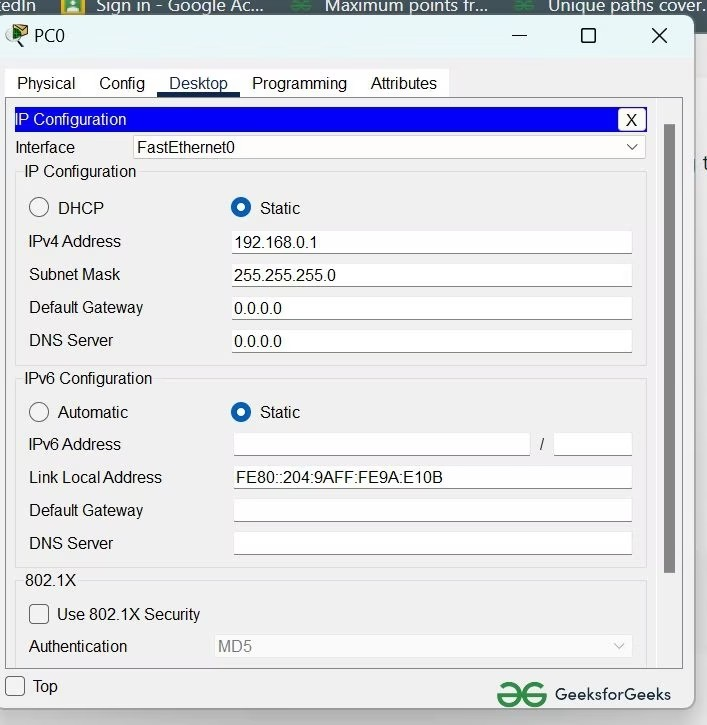 edIn Sign in - Google Ac... Maximum points fr... Unique paths cover.
PC0
Physical Config Desktop Programming Attributes
IP Configuration X
Interface FastEthernet0
IP Configuration
DHCP Static
IPv4 Address 192.168.0.1
Subnet Mask 255.255.255.0
Default Gateway 0.0.0.0
DNS Server 0.0.0.0
IPv6 Configuration
Automatic Static
IPv6 Address /
Link Local Address FE80::204:9AFF:FE9A:E10B
Default Gateway
DNS Server
802.1X
Use 802.1X Security
Authentication MD5
Top
GeeksforGeeks